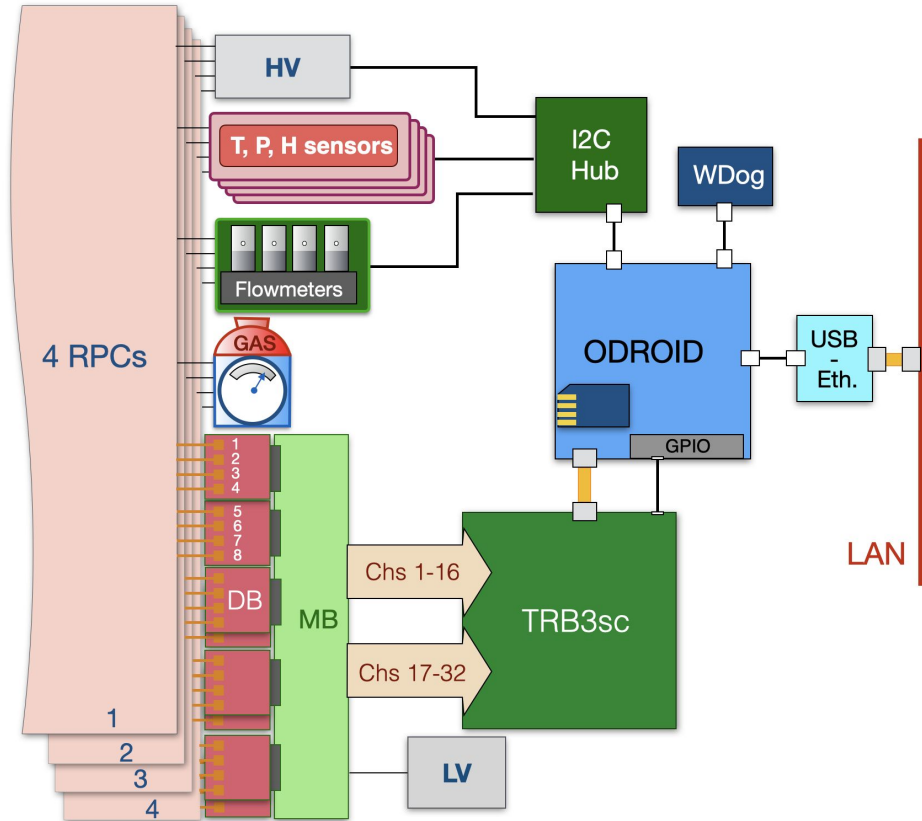 HV
T, P, H sensors
I2C
Hub
WDog
Flowmeters
4 RPCs
GAS
ODROID
USB
-
Eth.
GPIO
1
2
3
4
5
6
7
8
DB
MB
Chs 1-16
Chs 17-32
TRB3sc
LAN
LV
1
2
3
4